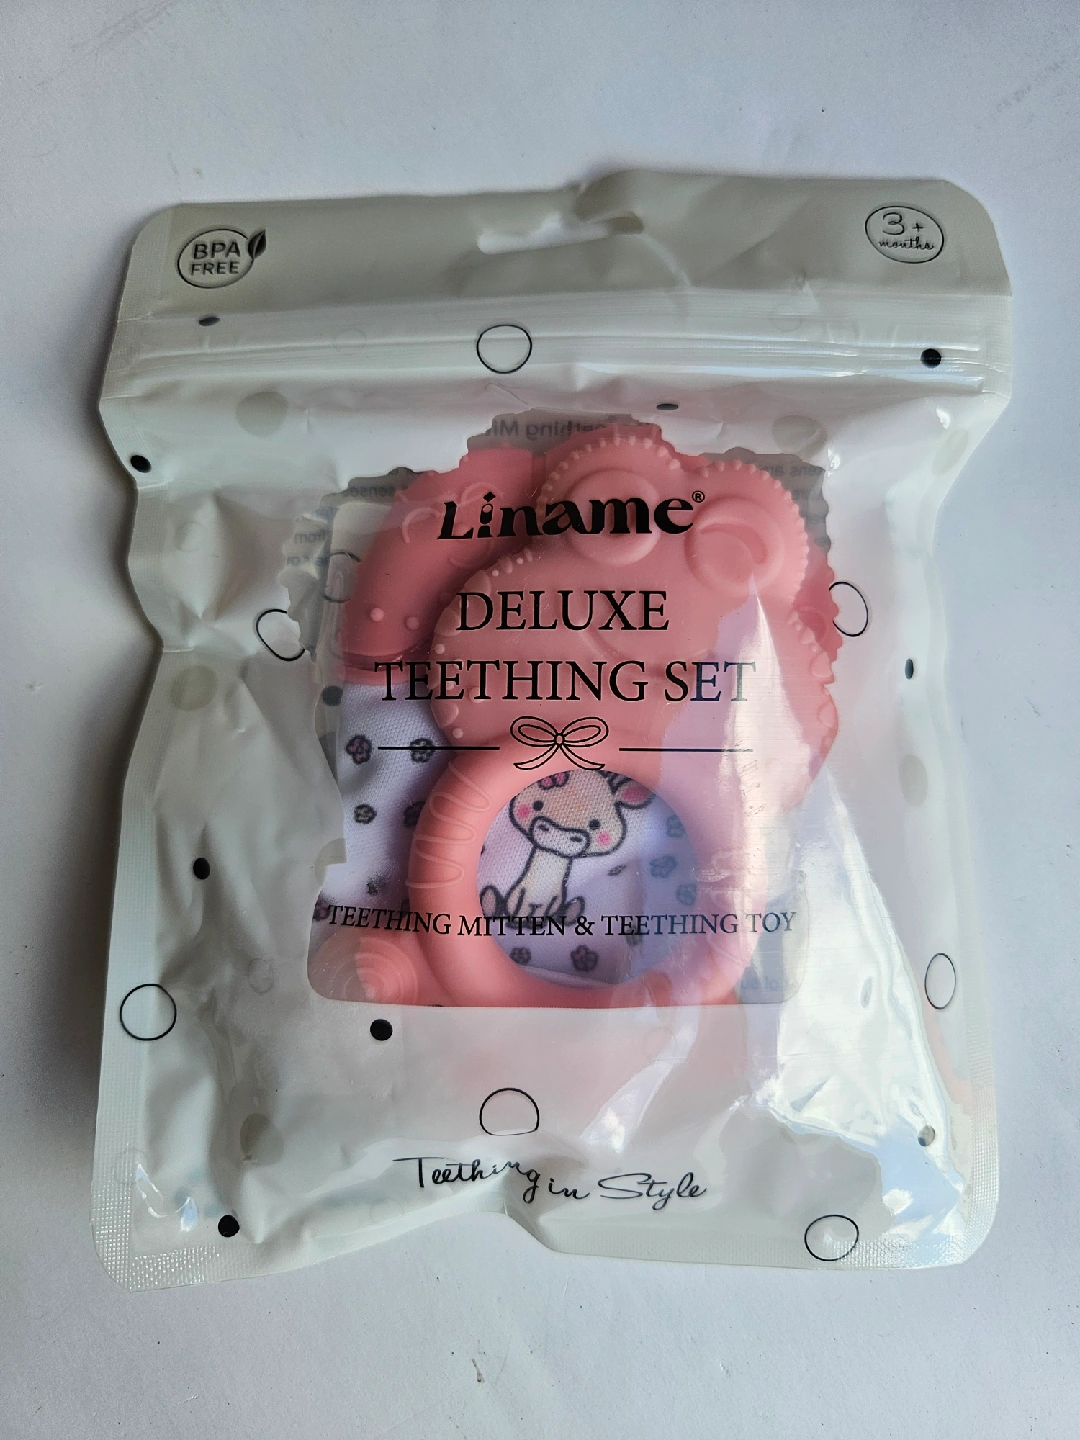 BPA
FREE
3+
months
Liname®
DELUXE
TEETHING SET
TEETHING MITTEN & TEETHING TOY
Teething in Style